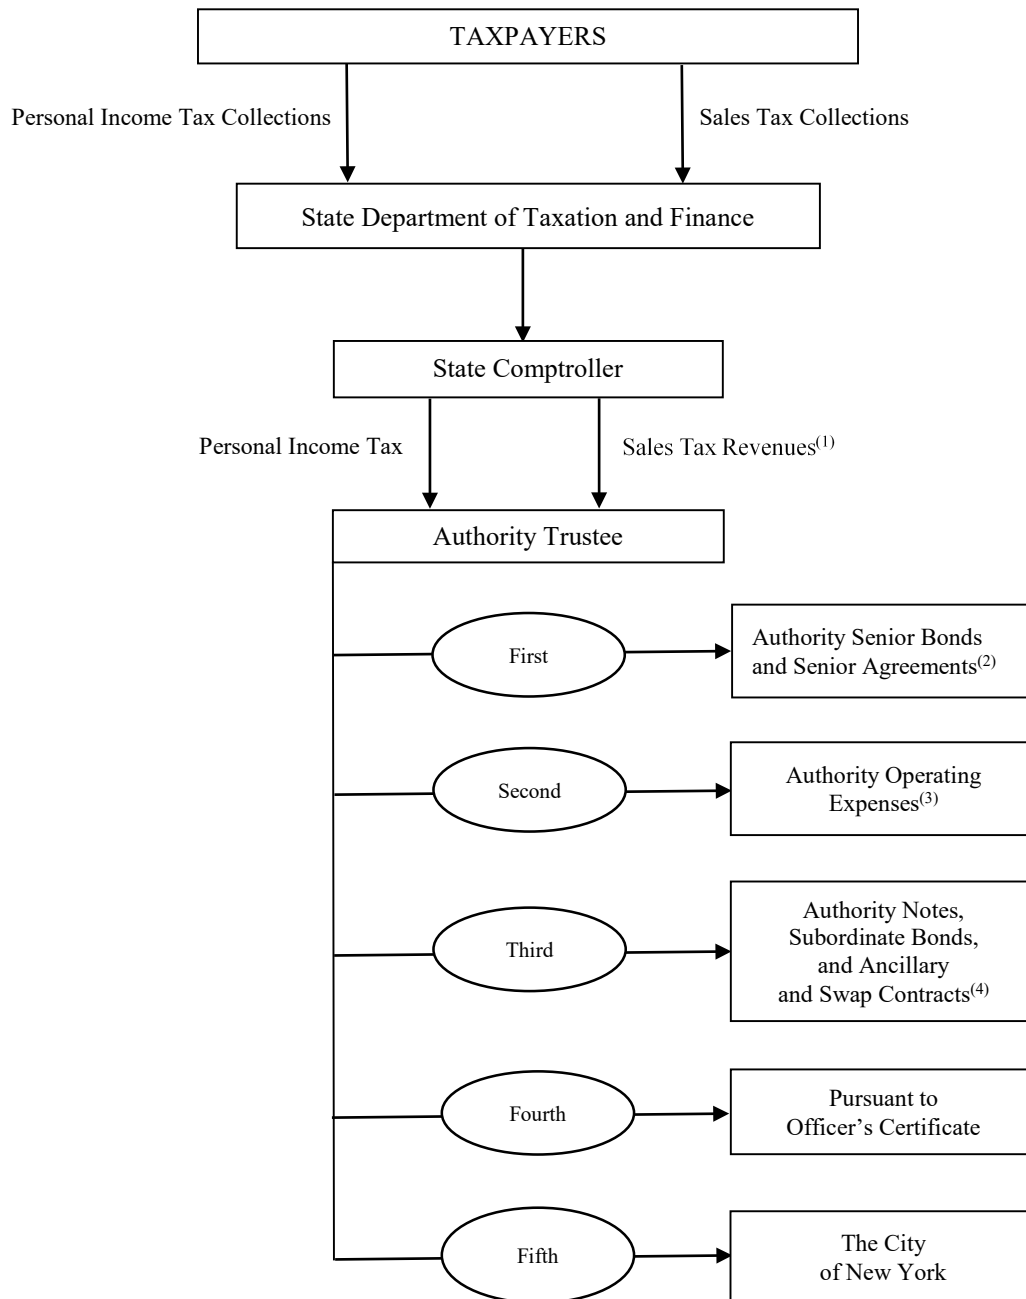 TAXPAYERS
Personal Income Tax Collections
Sales Tax Collections
State Department of Taxation and Finance
State Comptroller
Personal Income Tax
Sales Tax Revenues(1)
Authority Trustee
First
Authority Senior Bonds
and Senior Agreements(2)
Second
Authority Operating
Expenses(3)
Third
Authority Notes,
Subordinate Bonds,
and Ancillary
and Swap Contracts(4)
Fourth
Pursuant to
Officer’s Certificate
Fifth
The City
of New York